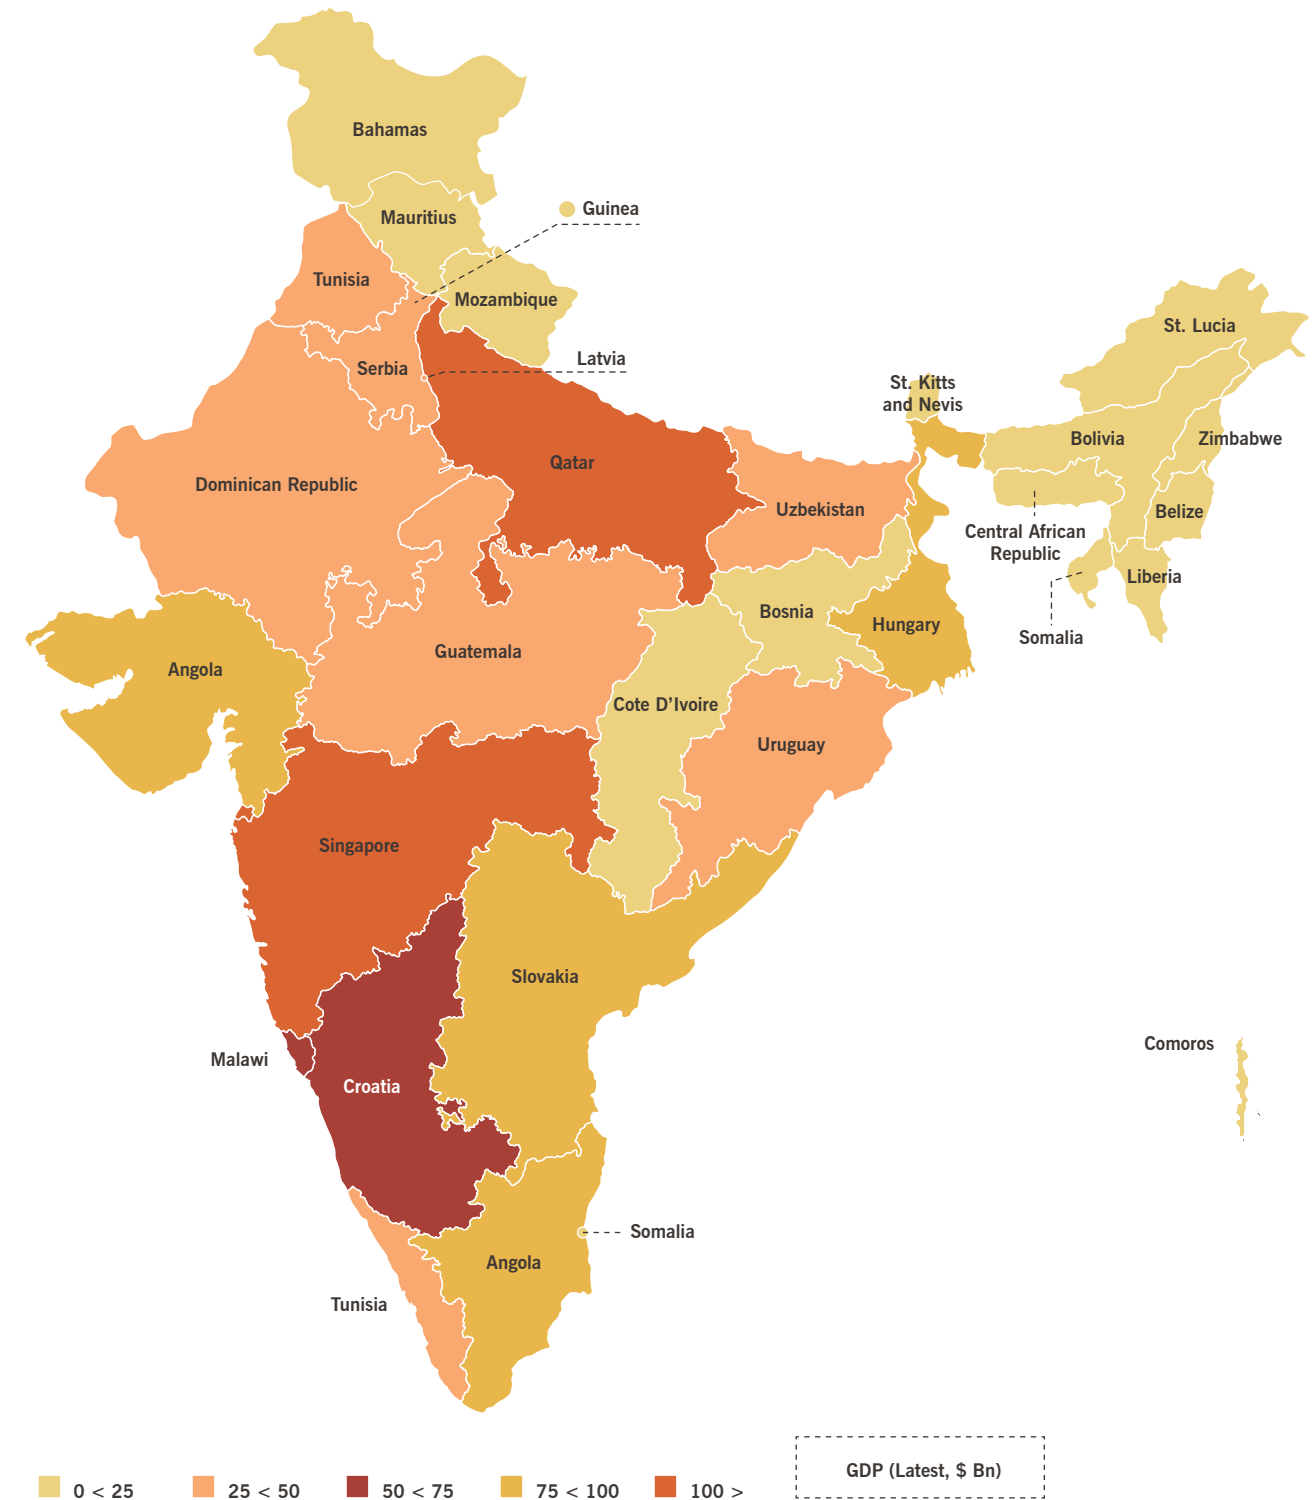 Bahamas
Mauritius
Guinea
Tunisia
Mozambique
St. Lucia
Latvia
Serbia
St. Kitts
and Nevis
Bolivia
Zimbabwe
Qatar
Dominican Republic
Uzbekistan
Belize
Central African
Republic
Liberia
Bosnia
Hungary
Somalia
Guatemala
Angola
Cote D'Ivoire
Uruguay
Singapore
Slovakia
Comoros
Malawi
Croatia
Somalia
Angola
Tunisia
GDP (Latest, $ Bn)
0 < 25
25 < 50
50 < 75
75 < 100
100 >